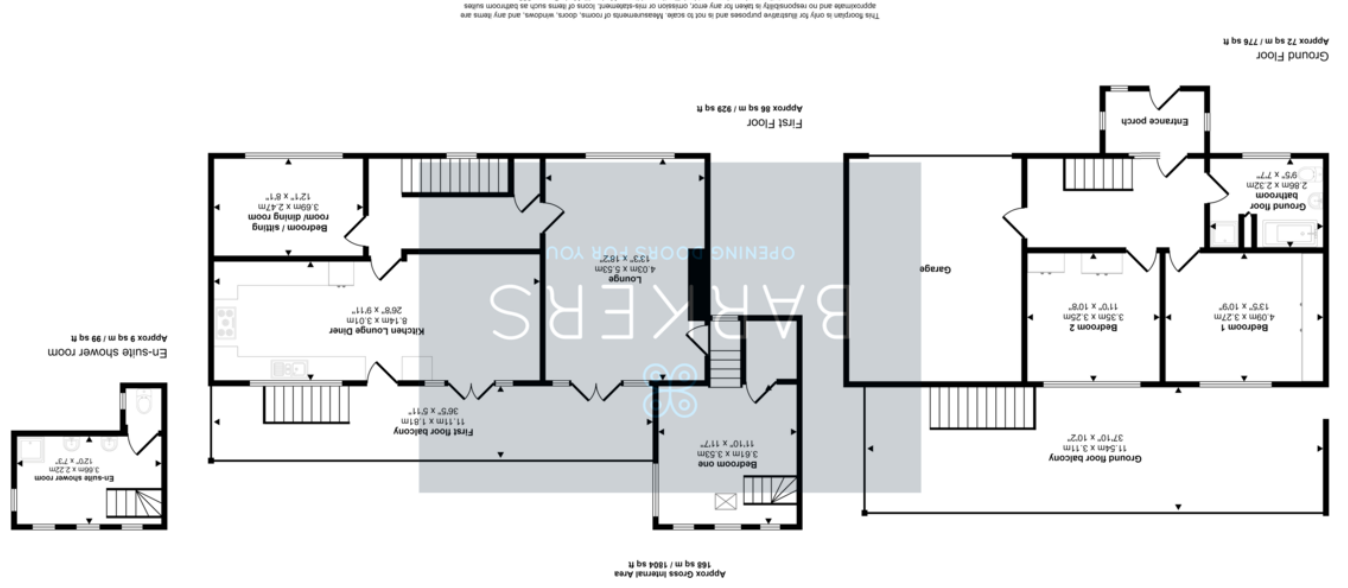 Approx Gross Internal Area
168 sq m / 1804 sq ft
Ground floor balcony
11.54m x 3.11m
37'10" x 10'2"
Bedroom 1
4.09m x 3.27m
13'5" x 10'9"
Bedroom 2
3.35m x 3.25m
11'0" x 10'8"
Garage
Ground floor
bathroom
2.86m x 2.32m
9'5" x 7'7"
Entrance porch
Ground Floor
Approx 72 sq m / 776 sq ft
Bedroom one
3.61m x 3.53m
11'10" x 11'7"
First floor balcony
11.11m x 1.81m
36'5" x 5'11"
Lounge
4.03m x 5.53m
13'3" x 18'2"
Kitchen Lounge Diner
8.14m x 3.01m
26'8" x 9'11"
Bedroom / sitting
room/ dining room
3.69m x 2.47m
12'1" x 8'1"
First Floor
Approx 86 sq m / 929 sq ft
En-suite shower room
3.66m x 2.22m
12'0" x 7'3"
En-suite shower room
Approx 9 sq m / 99 sq ft
BARKERS
OPENING DOORS FOR YOU
This floorplan is only for illustrative purposes and is not to scale. Measurements of rooms, doors, windows, and any items are
approximate and no responsibility is taken for any error, omission or mis-statement. Icons of items such as bathroom suites